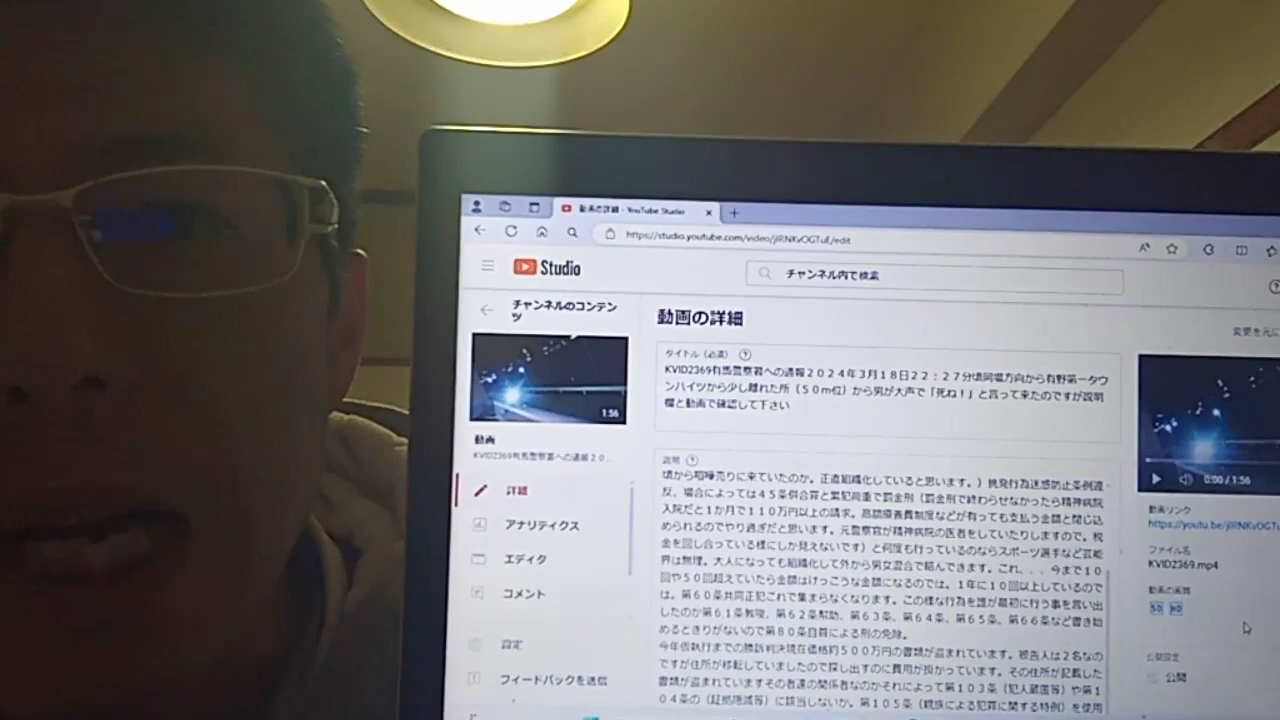 動画の詳細 - YouTube Studio
https://studio.youtube.com/video/jlRNKvOGTuE/edit
Studio
チャンネル内で検索
チャンネルのコンテン
ツ
1:56
動画
KVID2369有馬警察署への通報２０...
詳細
アナリティクス
エディタ
コメント
設定
フィードバックを送信
動画の詳細
変更を元に
タイトル（必須）
KVID2369有馬警察署への通報２０２４年３月１８日２２：２７分頃岡場方向から有野第一タウ
ンハイツから少し離れた所（５０ｍ位）から男が大声で「死ね！」と言って来たのですが説明
欄と動画で確認して下さい
説明
頃から喧嘩売りに来ていたのか。正直組織化していると思います。）挑発行為迷惑防止条例違
反、場合によっては４５条併合罪と累犯荷重で罰金刑（罰金刑で終わらせなかったら精神病院
入院だと1か月で１１０万円以上の請求。高額療養費制度などが有っても支払う金額と閉じ込
められるのでやり過ぎだと思います。元警察官が精神病院の医者をしていたりしますので。税
金を回し合っている様にしか見えないです）と何度も行っているのならスポーツ選手など芸能
界は無理。大人になっても組織化して外から男女混合で絡んできます。これ、、、今まで１０
回や５０回超えていたら金額はけっこうな金額になるのでは。１年に１０回以上しているので
は。第６０条共同正犯これで集まらなくなります。この様な行為を誰が最初に行う事を言い出
したのか第６１条教唆、第６２条幇助、第６３条、第６４条、第６５条、第６６条など書き始
めるときりがないので第８０条自首による刑の免除。
今年仮執行までの勝訴判決現在価格約５００万円の書類が盗まれています。被告人は２名なの
ですが住所が移転していましたので探し出すのに費用が掛かっています。その住所が記載した
書類が盗まれていますその者達の関係者なのかそれによって第１０３条（犯人蔵匿等）や第１
０４条の（証拠隠滅等）に該当しないか。第１０５条（親族による犯罪に関する特例）を使用
0:00 / 1:56
動画リンク
https://youtu.be/jlRNKvOGTu
ファイル名
KVID2369.mp4
動画の画質
SD HD
公開設定
公開